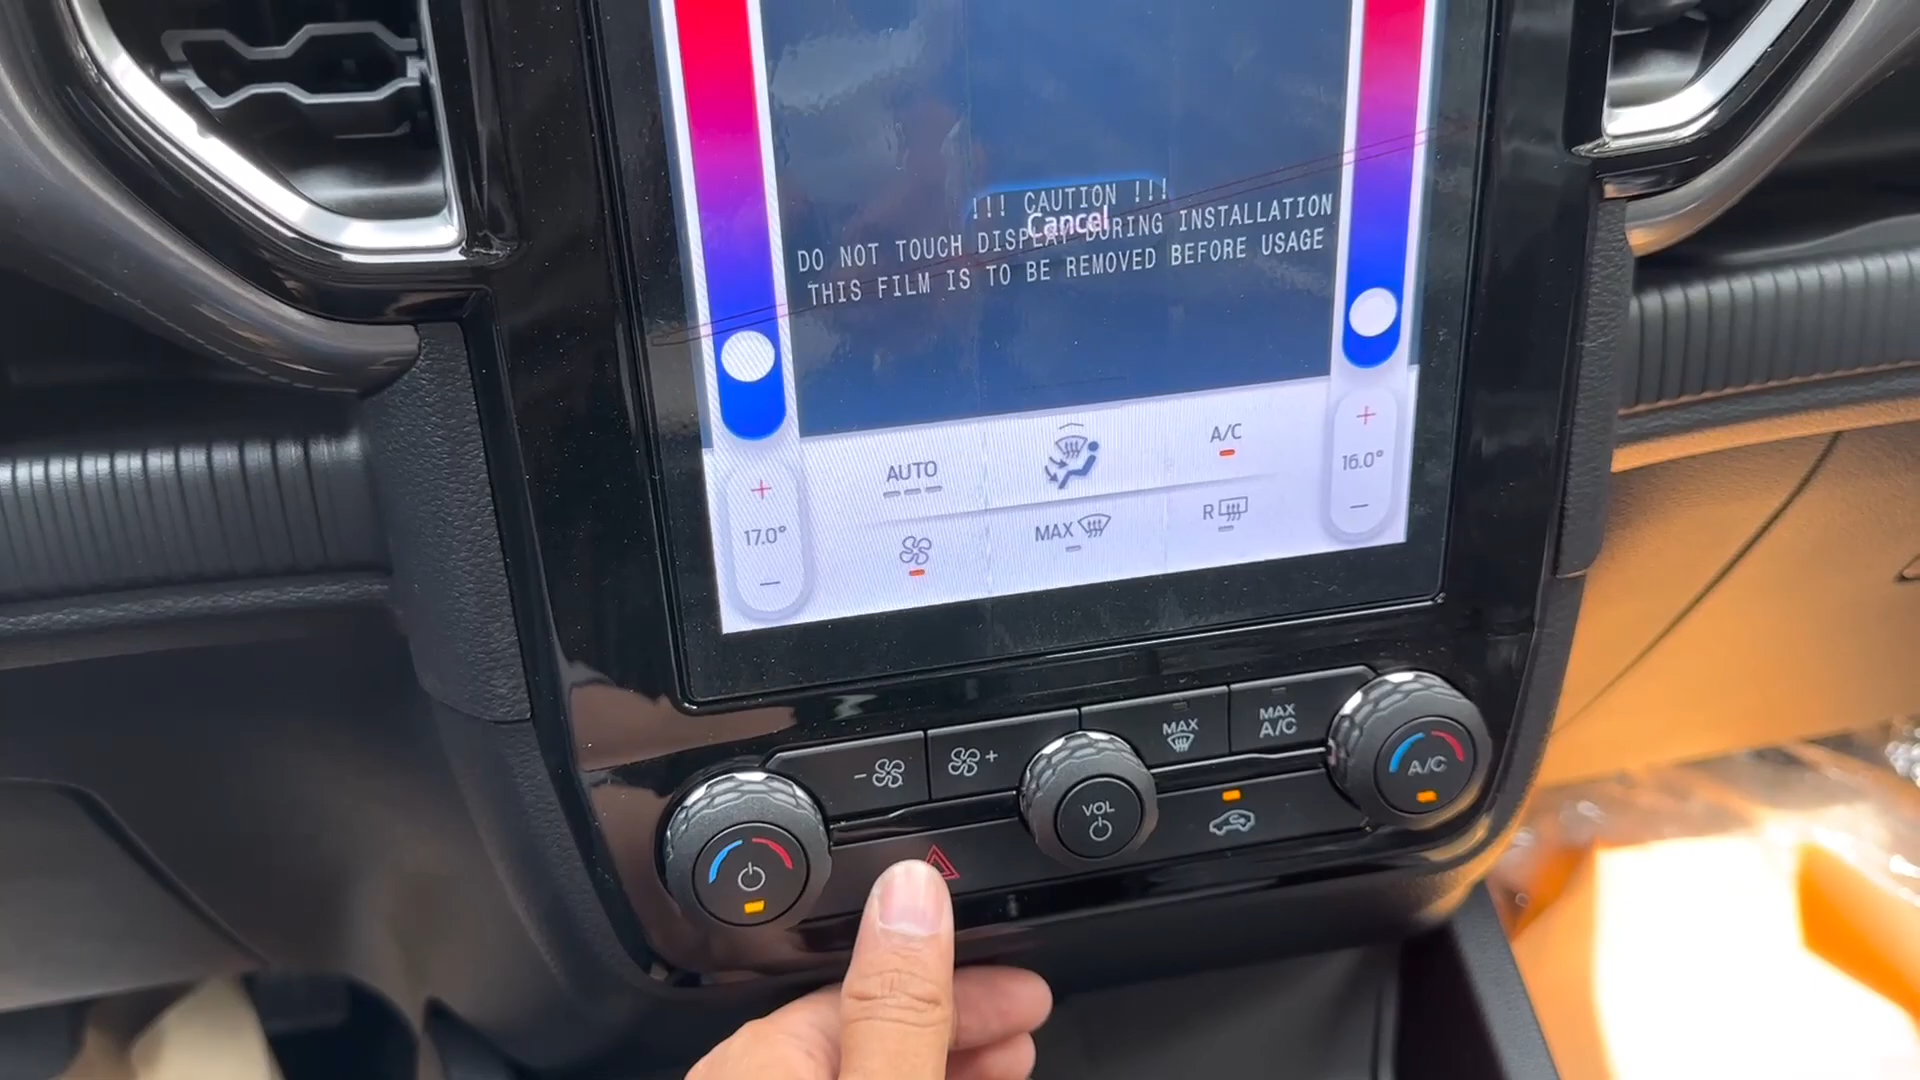 !!! CAUTION !!!
Cancel
DO NOT TOUCH DISPLAY DURING INSTALLATION
THIS FILM IS TO BE REMOVED BEFORE USAGE
AUTO
A/C
+
16.0°
−
+
17.0°
−
MAX
R
MAX
MAX
A/C
−
+
VOL
A/C